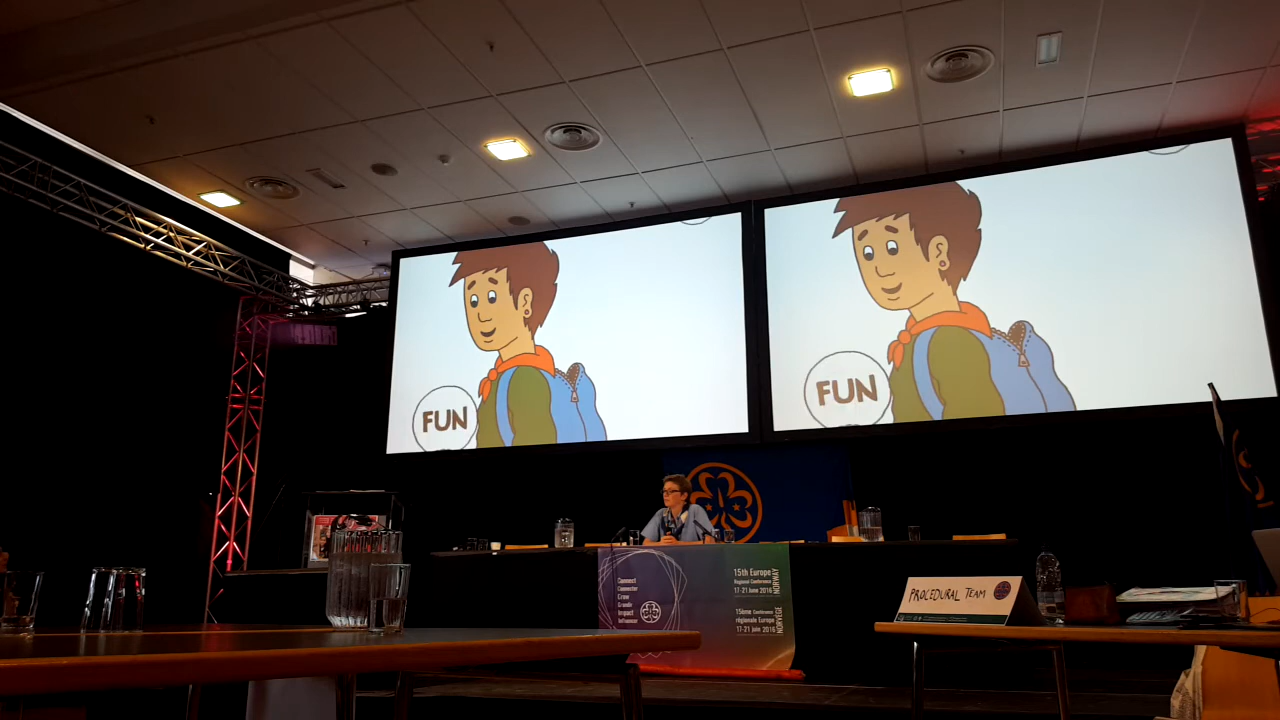 FUN
FUN
Connect
Connecter
Grow
Grandir
Impact
Influencer
15th Europe
Regional Conference
17-21 June 2016
NORWAY
15ème Conférence
régionale Europe
17-21 juin 2016
NORVÈGE
PROCEDURAL TEAM